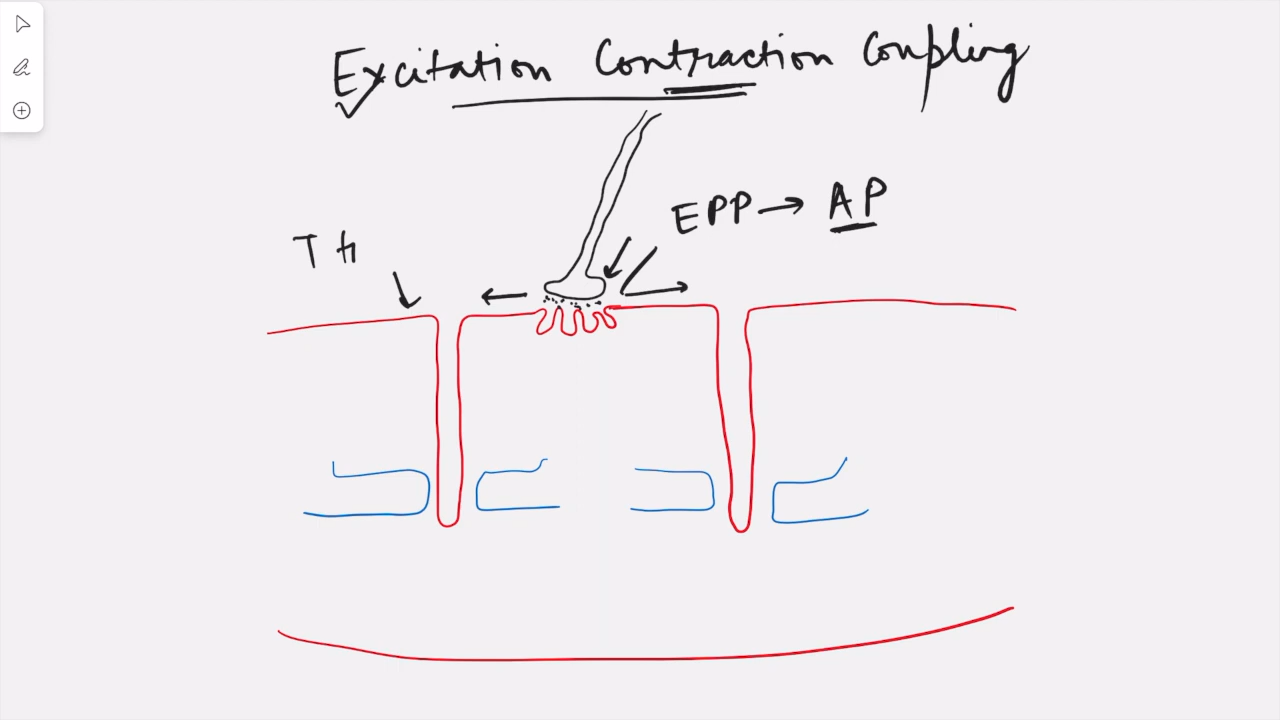 Excitation Contraction Coupling
EPP → AP
T